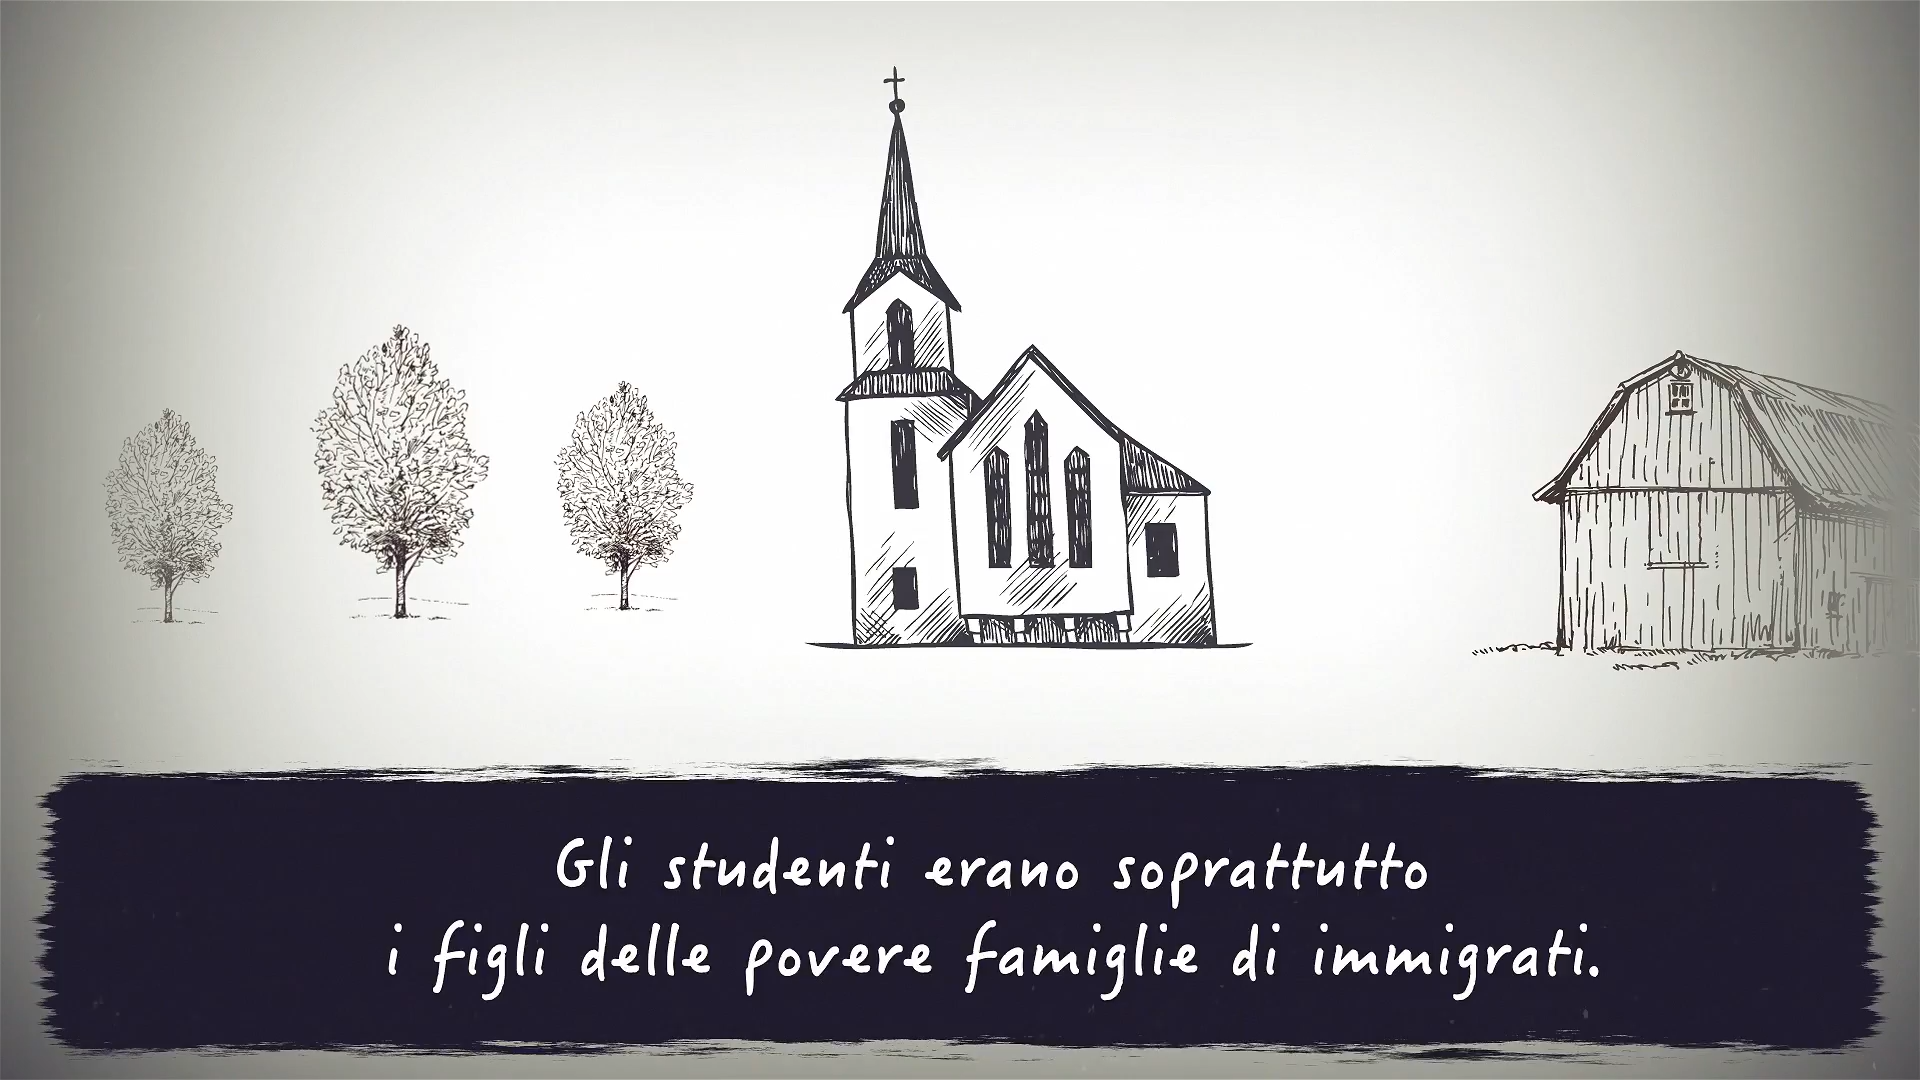 Gli studenti erano soprattutto
i figli delle povere famiglie di immigrati.